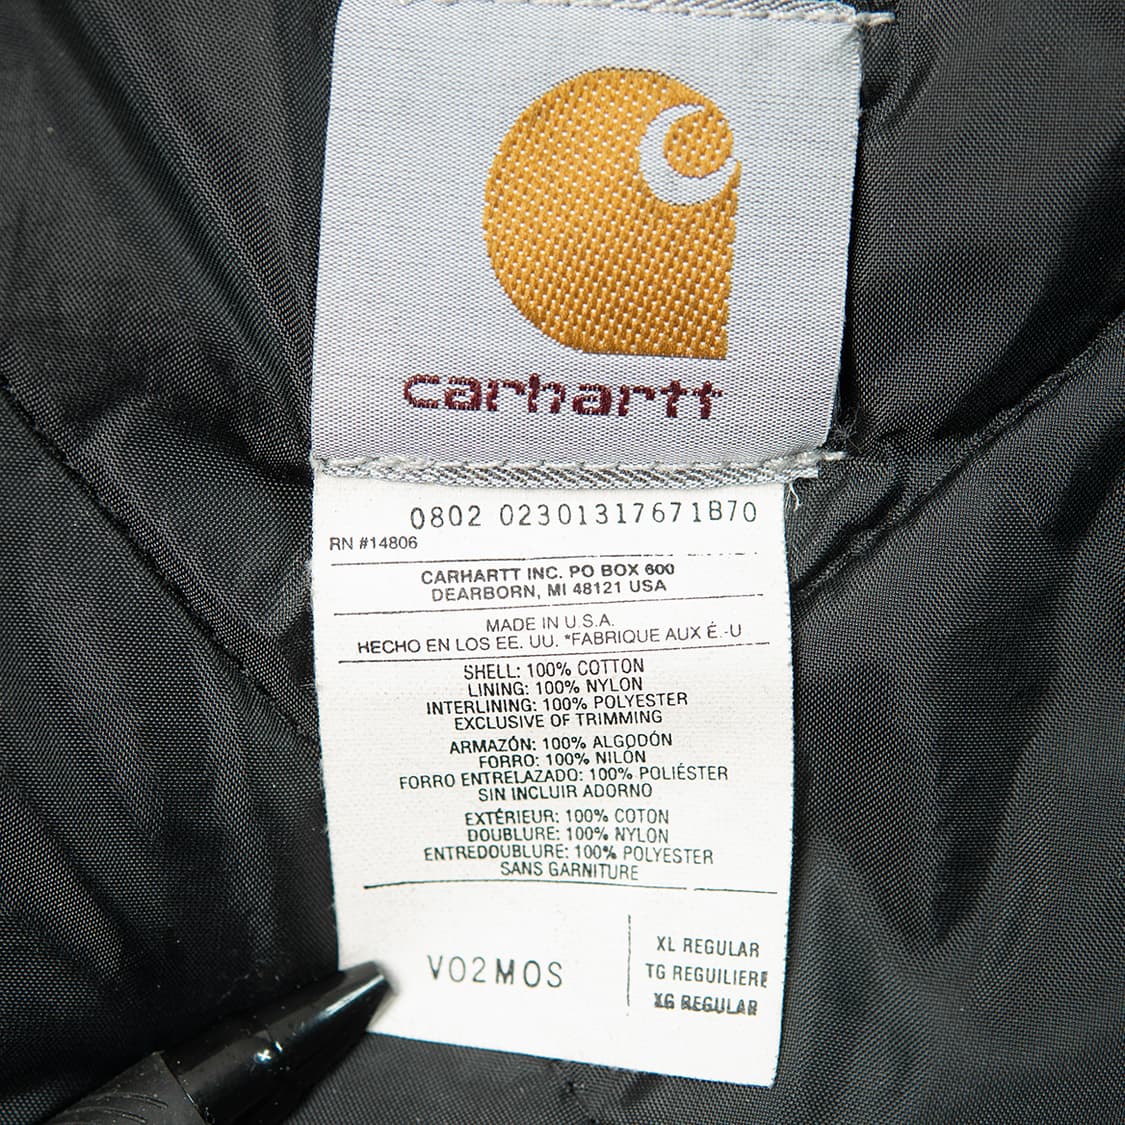 carhartt
0802 02301317671B70
RN #14806
CARHARTT INC. PO BOX 600
DEARBORN, MI 48121 USA
MADE IN U.S.A.
HECHO EN LOS EE. UU. *FABRIQUE AUX É.-U
SHELL: 100% COTTON
LINING: 100% NYLON
INTERLINING: 100% POLYESTER
EXCLUSIVE OF TRIMMING
ARMAZÓN: 100% ALGODÓN
FORRO: 100% NILÓN
FORRO ENTRELAZADO: 100% POLIÉSTER
SIN INCLUIR ADORNO
EXTÉRIEUR: 100% COTON
DOUBLURE: 100% NYLON
ENTREDOUBLURE: 100% POLYESTER
SANS GARNITURE
V02MOS
XL REGULAR
TG REGUILIERE
XG REGULAR